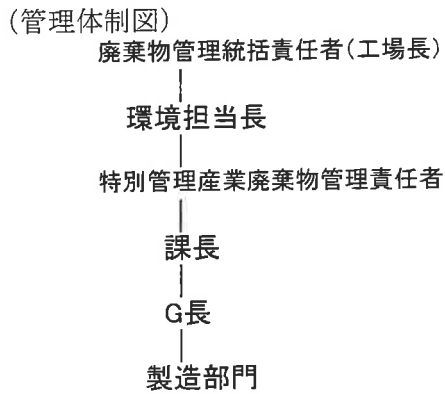 (管理体制図)
廃棄物管理統括責任者(工場長)
環境担当長
特別管理産業廃棄物管理責任者
課長
G長
製造部門